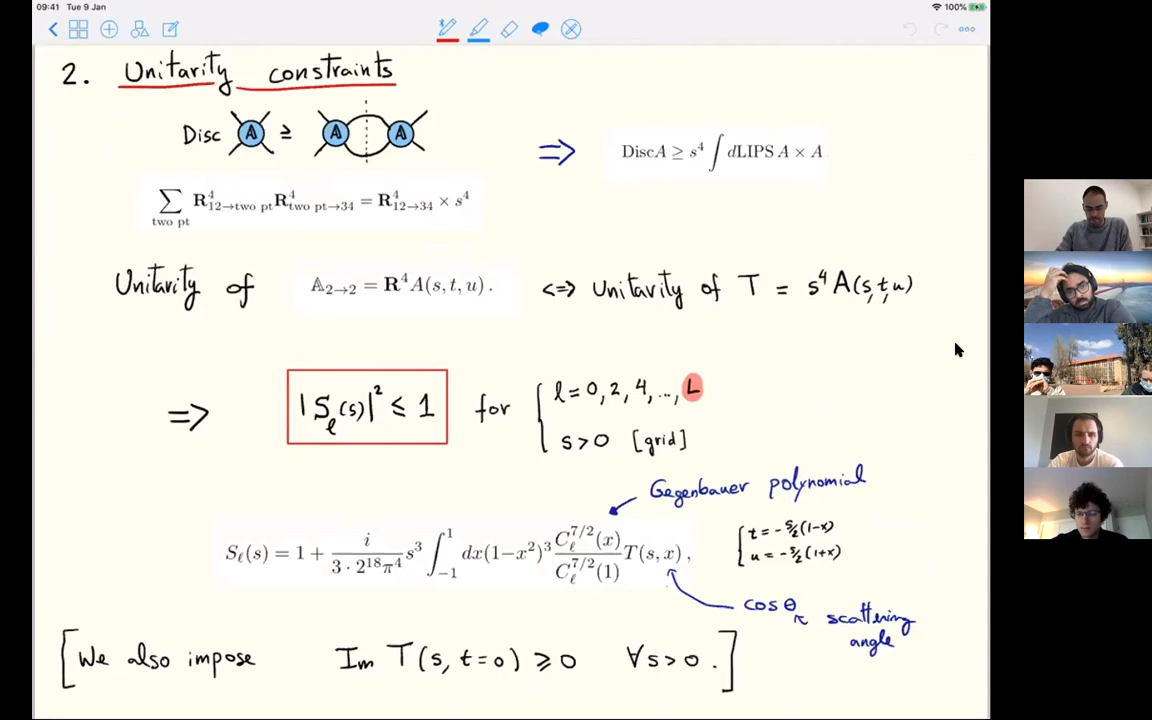 09:41 Tue 9 Jan
100%
2. Unitarity constraints
Disc A ≥ A A ⇒ DiscA ≥ s⁴ ∫ dLIPS A × A
∑_{two pt} R⁴_{12→two pt} R⁴_{two pt→34} = R⁴_{12→34} × s⁴
Unitarity of 𝔸_{2→2} = R⁴A(s, t, u) . <=> Unitarity of T = s⁴ A(s,t,u)
=> |S_ℓ(s)|² ≤ 1 for { ℓ = 0, 2, 4, ..., L
s > 0 [grid]
Gegenbauer polynomial
S_ℓ(s) = 1 + i/(3 · 2¹⁸π⁴) s³ ∫_{-1}^{1} dx(1−x²)³ C_ℓ^{7/2}(x)/C_ℓ^{7/2}(1) T(s, x) , { t = -s/2(1-x)
u = -s/2(1+x)
cos θ scattering
angle
[We also impose Im T(s, t=0) ⩾ 0 ∀s>0 .]